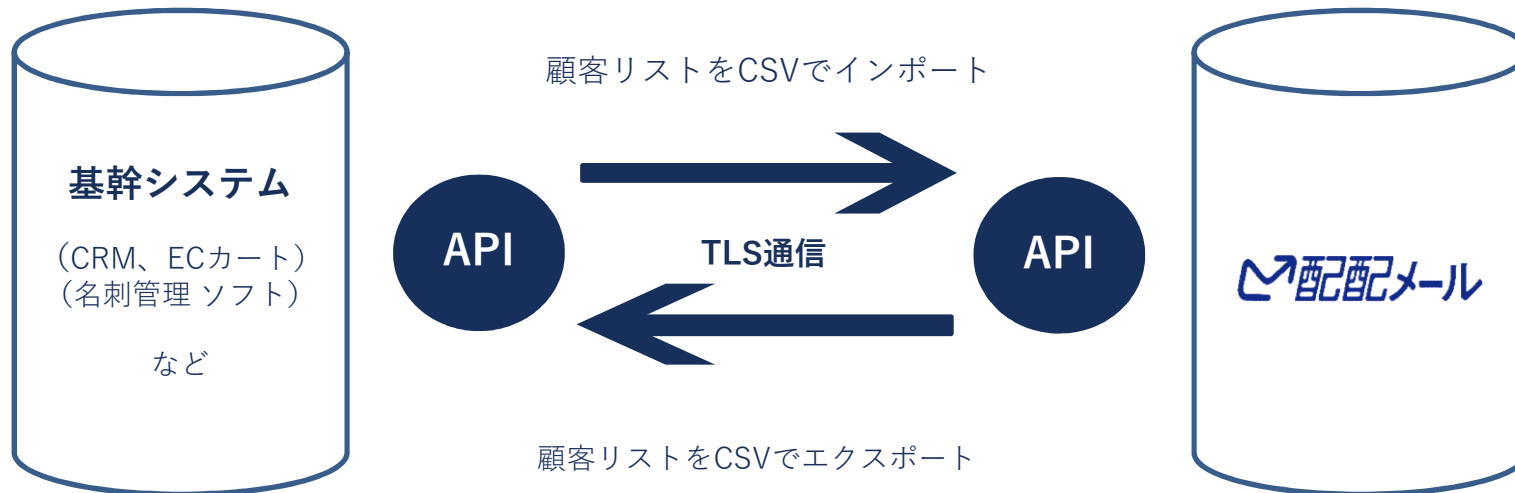 顧客リストをCSVでインポート
基幹システム
（CRM、ECカート）
（名刺管理 ソフト）
など
API
TLS通信
API
配配メール
顧客リストをCSVでエクスポート